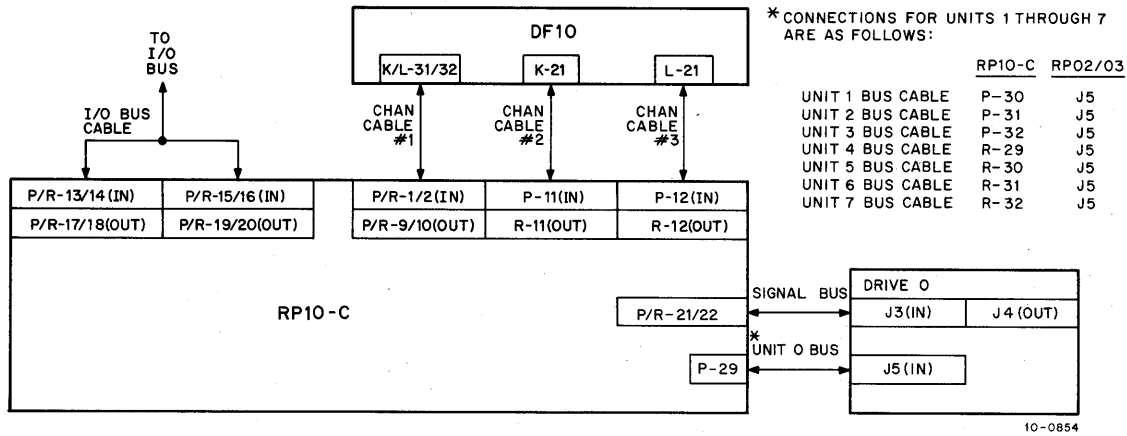 DF10
K/L-31/32 K-21 L-21
* CONNECTIONS FOR UNITS 1 THROUGH 7
ARE AS FOLLOWS:
RP10-C RP02/03
UNIT 1 BUS CABLE P-30 J5
UNIT 2 BUS CABLE P-31 J5
UNIT 3 BUS CABLE P-32 J5
UNIT 4 BUS CABLE R-29 J5
UNIT 5 BUS CABLE R-30 J5
UNIT 6 BUS CABLE R-31 J5
UNIT 7 BUS CABLE R-32 J5
TO
I/O
BUS
I/O BUS
CABLE
CHAN
CABLE
#1
CHAN
CABLE
#2
CHAN
CABLE
#3
P/R-13/14(IN) P/R-15/16(IN) P/R-1/2(IN) P-11(IN) P-12(IN)
P/R-17/18(OUT) P/R-19/20(OUT) P/R-9/10(OUT) R-11(OUT) R-12(OUT)
RP10-C
P/R-21/22
P-29
SIGNAL BUS
*
UNIT 0 BUS
DRIVE 0
J3(IN) J4(OUT)
J5(IN)
10-0854